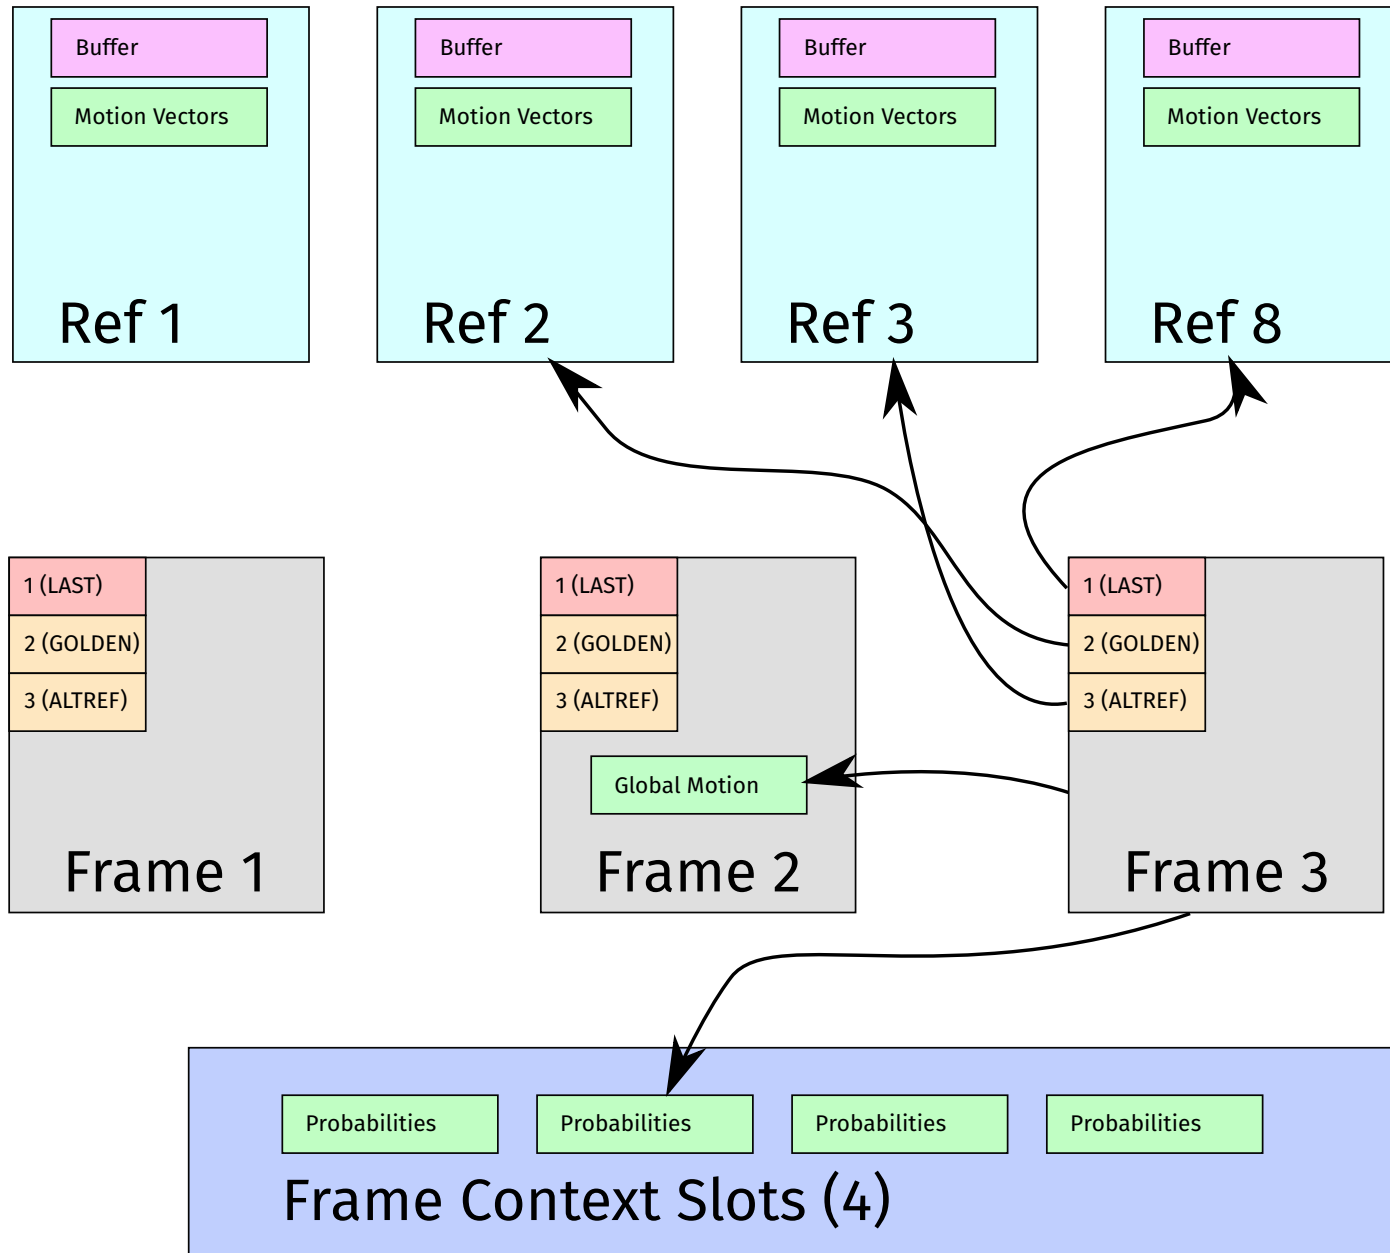 Buffer
Motion Vectors
Ref 1
Buffer
Motion Vectors
Ref 2
Buffer
Motion Vectors
Ref 3
Buffer
Motion Vectors
Ref 8
1 (LAST)
2 (GOLDEN)
3 (ALTREF)
Frame 1
1 (LAST)
2 (GOLDEN)
3 (ALTREF)
Global Motion
Frame 2
1 (LAST)
2 (GOLDEN)
3 (ALTREF)
Frame 3
Probabilities
Probabilities
Probabilities
Probabilities
Frame Context Slots (4)